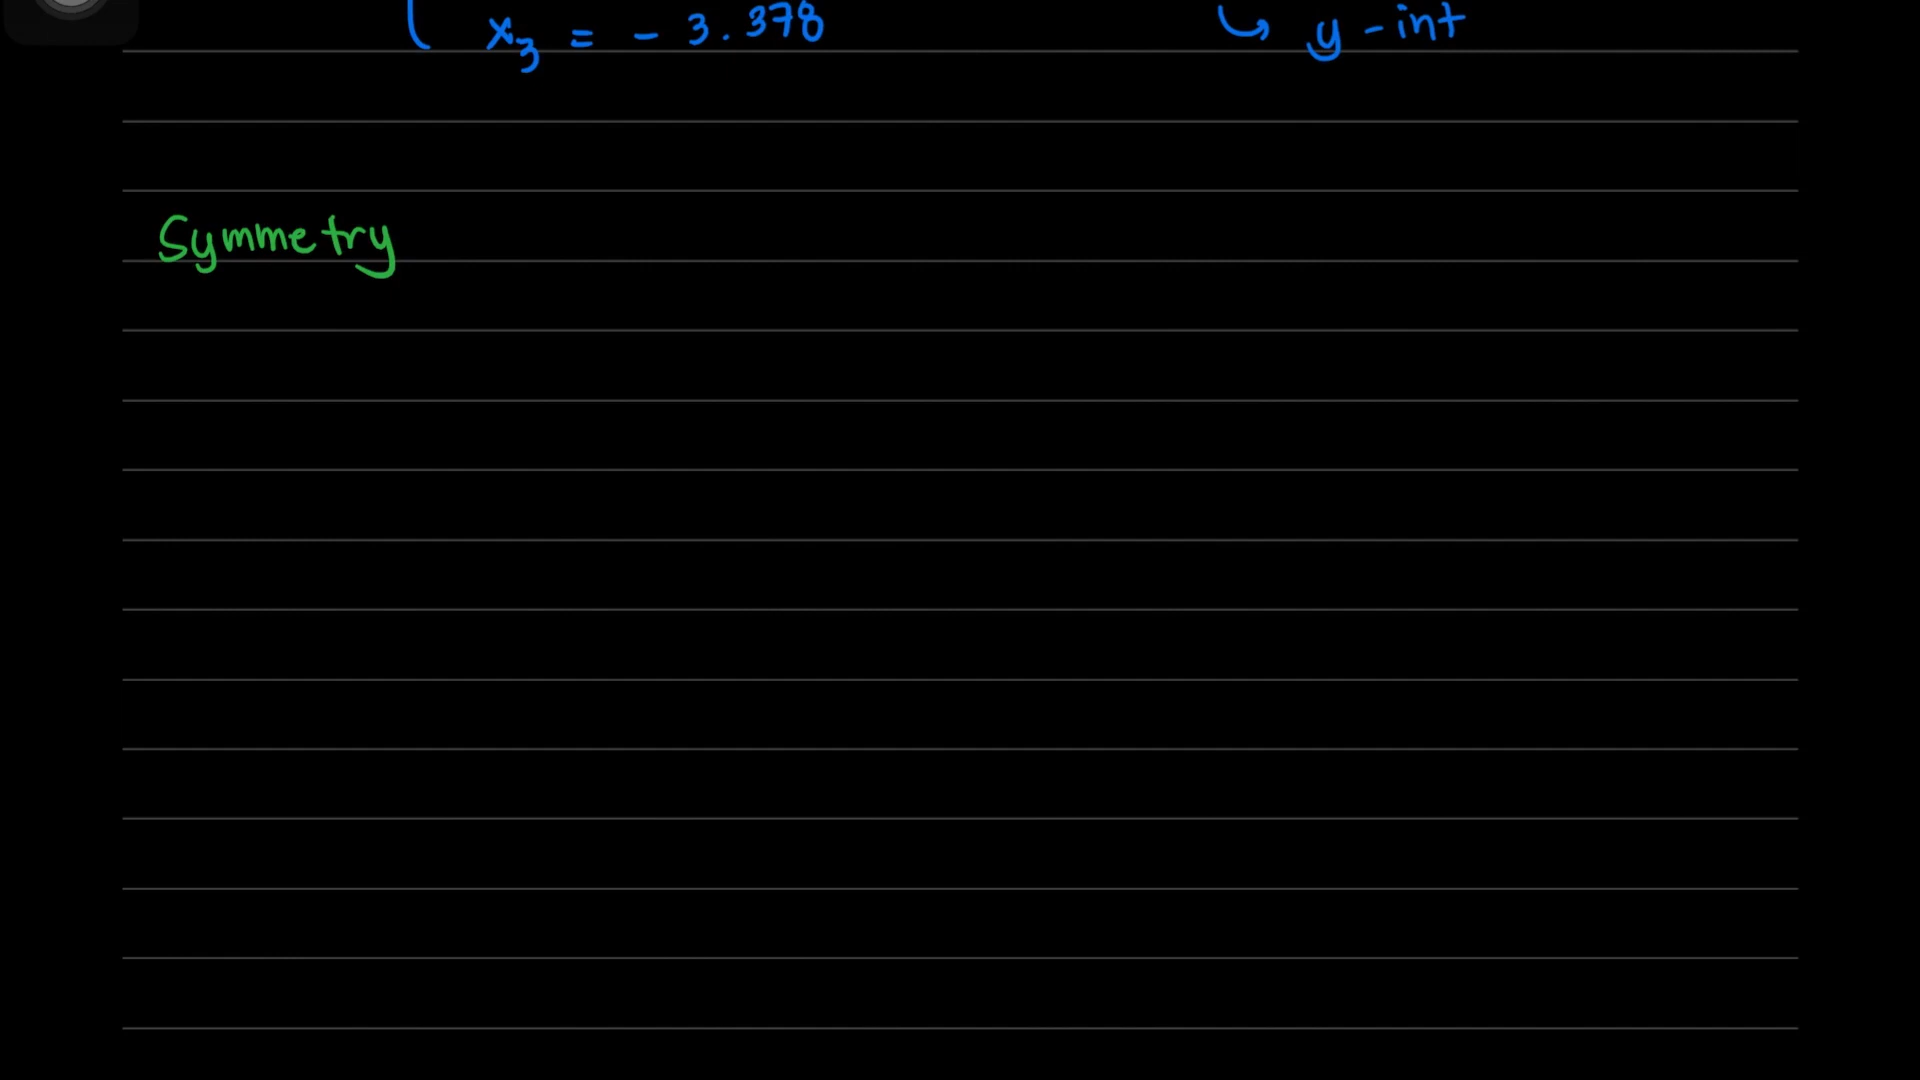 x₃ = - 3.378 ↳ y - int
Symmetry